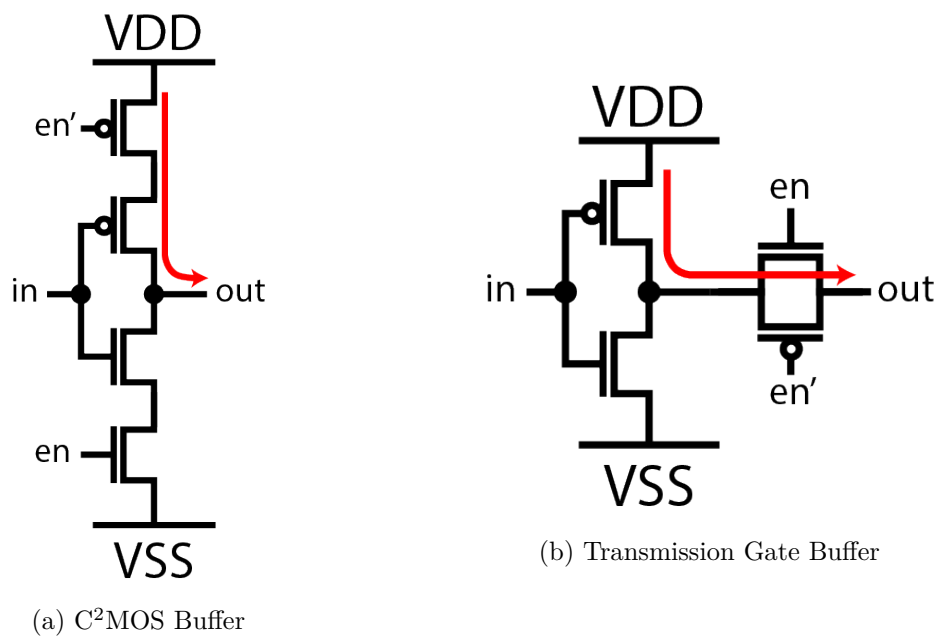 VDD
en’
in
out
en
VSS
(a) C²MOS Buffer
VDD
en
in
out
en’
VSS
(b) Transmission Gate Buffer